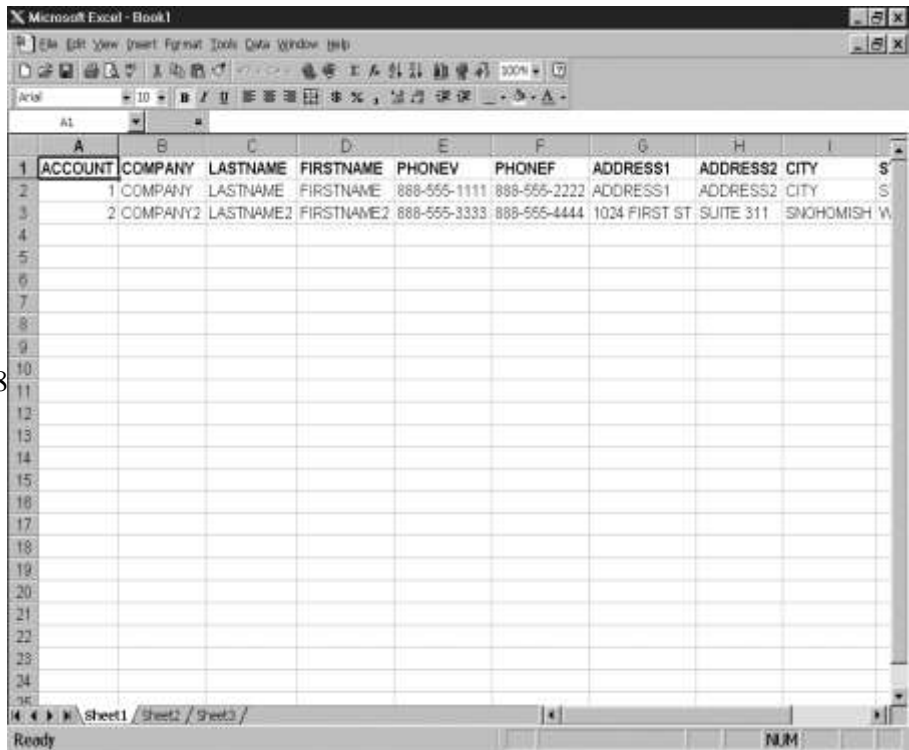 Microsoft Excel - Book1
File Edit View Insert Format Tools Data Window Help
100%
Arial 10 B I U $ % ,
A1 =
A B C D E F G H I
1 ACCOUNT COMPANY LASTNAME FIRSTNAME PHONEV PHONEF ADDRESS1 ADDRESS2 CITY S
2 1 COMPANY LASTNAME FIRSTNAME 888-555-1111 888-555-2222 ADDRESS1 ADDRESS2 CITY S
3 2 COMPANY2 LASTNAME2 FIRSTNAME2 888-555-3333 888-555-4444 1024 FIRST ST SUITE 311 SNOHOMISH W
4
5
6
7
8
9
10
8
11
12
13
14
15
16
17
18
19
20
21
22
23
24
25
Sheet1 / Sheet2 / Sheet3 /
Ready NUM